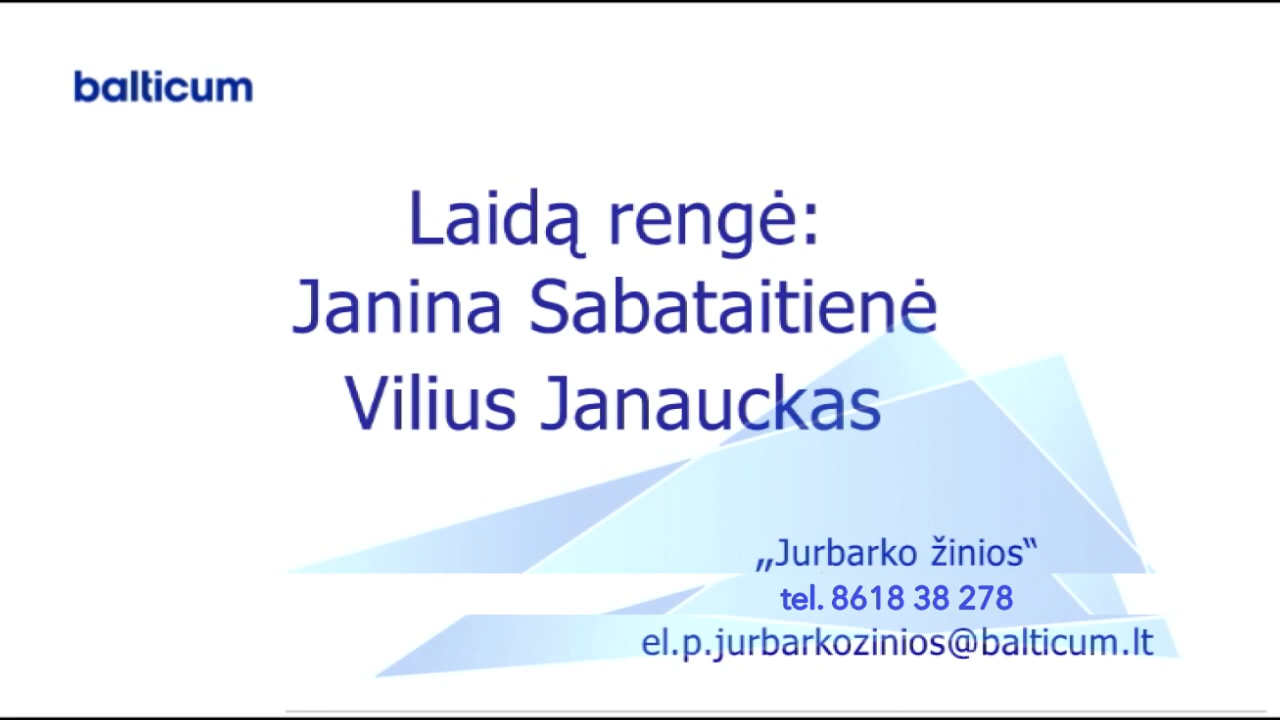 balticum
Laidą rengė:
Janina Sabataitienė
Vilius Janauckas
„Jurbarko žinios“
tel. 8618 38 278
el.p.jurbarkozinios@balticum.lt